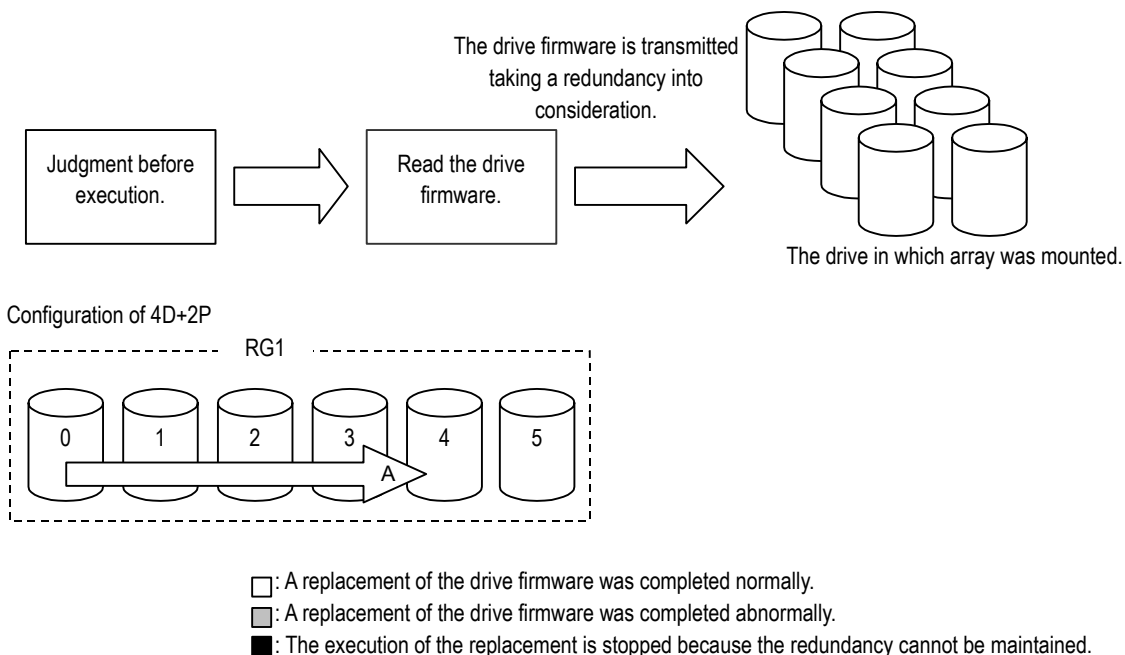 The drive firmware is transmitted
taking a redundancy into
consideration.
Judgment before
execution.
Read the drive
firmware.
The drive in which array was mounted.
Configuration of 4D+2P
RG1
0
1
2
3
4
5
A
: A replacement of the drive firmware was completed normally.
: A replacement of the drive firmware was completed abnormally.
: The execution of the replacement is stopped because the redundancy cannot be maintained.